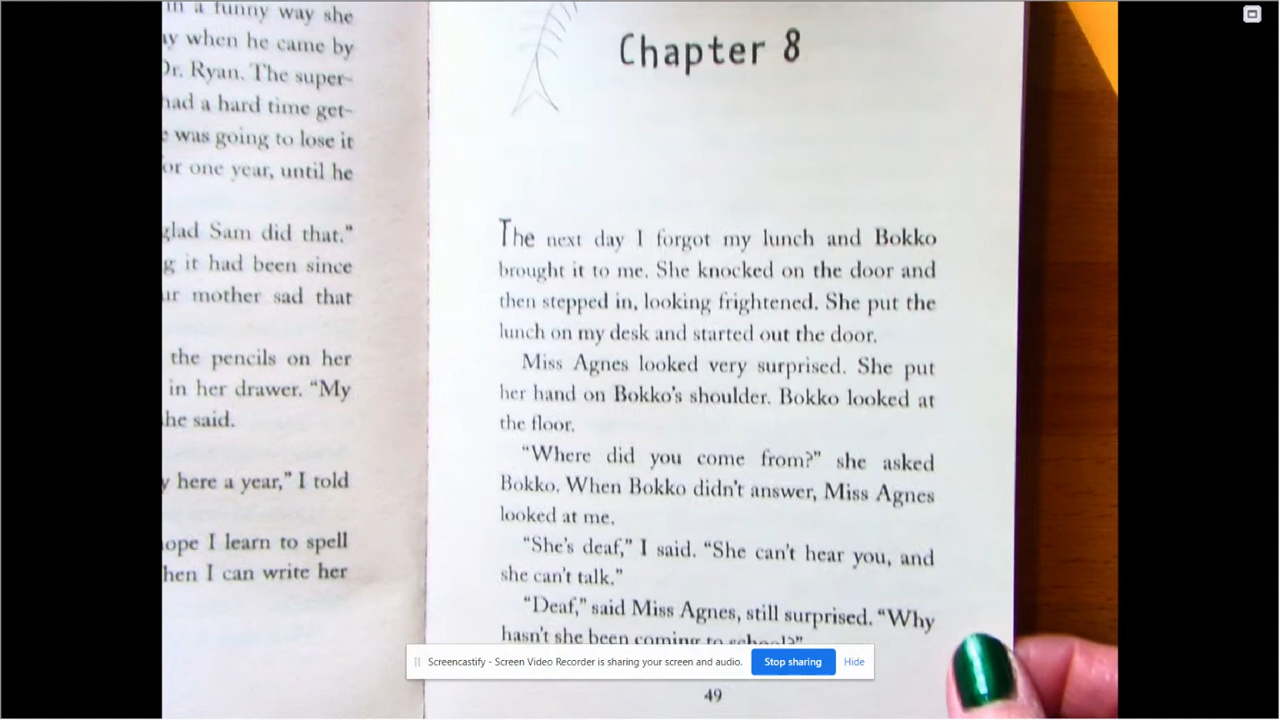 in a funny way she
when he came by
Dr. Ryan. The super-
had a hard time get-
was going to lose it
for one year, until he
glad Sam did that."
it had been since
mother sad that
the pencils on her
in her drawer. "My
she said.
here a year," I told
hope I learn to spell
then I can write her
Chapter 8
The next day I forgot my lunch and Bokko
brought it to me. She knocked on the door and
then stepped in, looking frightened. She put the
lunch on my desk and started out the door.
Miss Agnes looked very surprised. She put
her hand on Bokko's shoulder. Bokko looked at
the floor.
"Where did you come from?" she asked
Bokko. When Bokko didn't answer, Miss Agnes
looked at me.
"She's deaf," I said. "She can't hear you, and
she can't talk."
"Deaf," said Miss Agnes, still surprised. "Why
hasn't she been coming to school?"
Screencastify - Screen Video Recorder is sharing your screen and audio. Stop sharing Hide
49